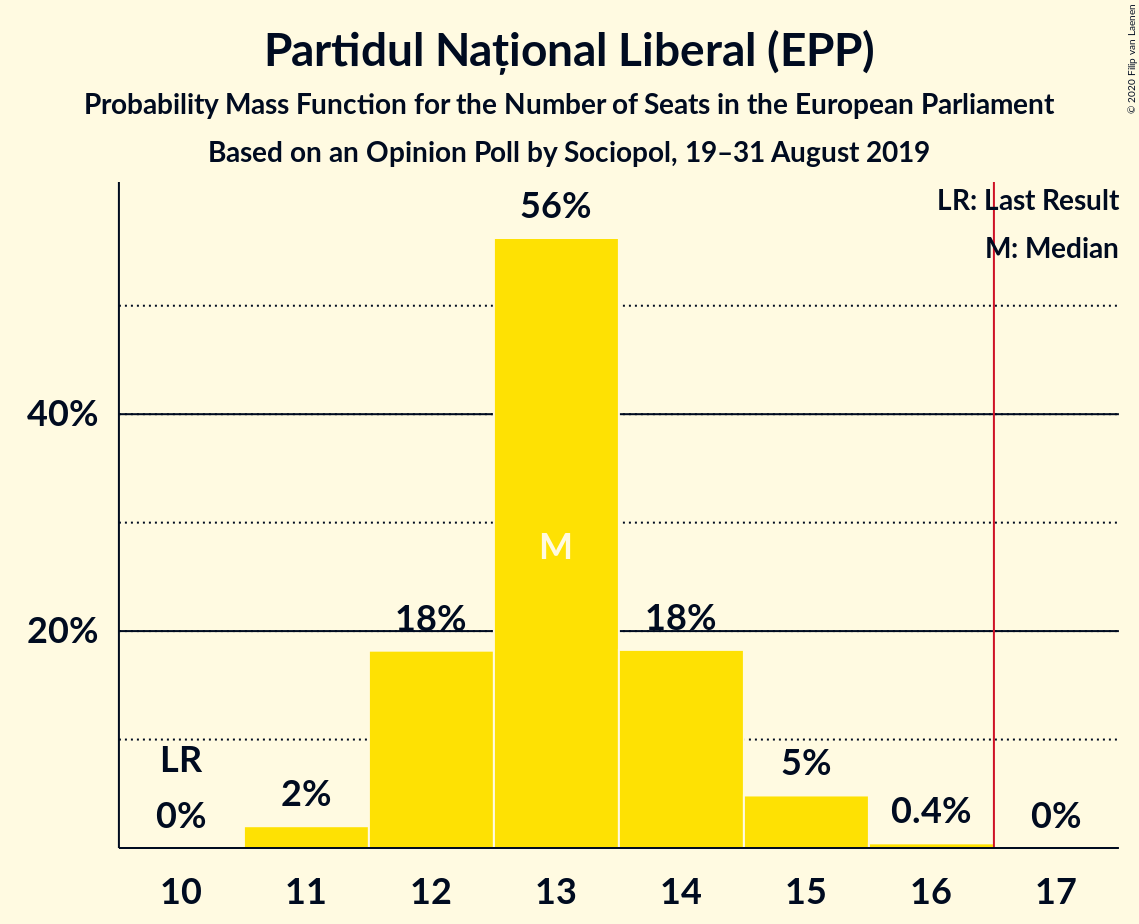 Partidul Național Liberal (EPP)
Probability Mass Function for the Number of Seats in the European Parliament
Based on an Opinion Poll by Sociopol, 19–31 August 2019
© 2020 Filip van Laenen
LR: Last Result
M: Median
56%
40%
M
20%
18%
18%
LR
0%
2%
5%
0.4%
0%
10 11 12 13 14 15 16 17